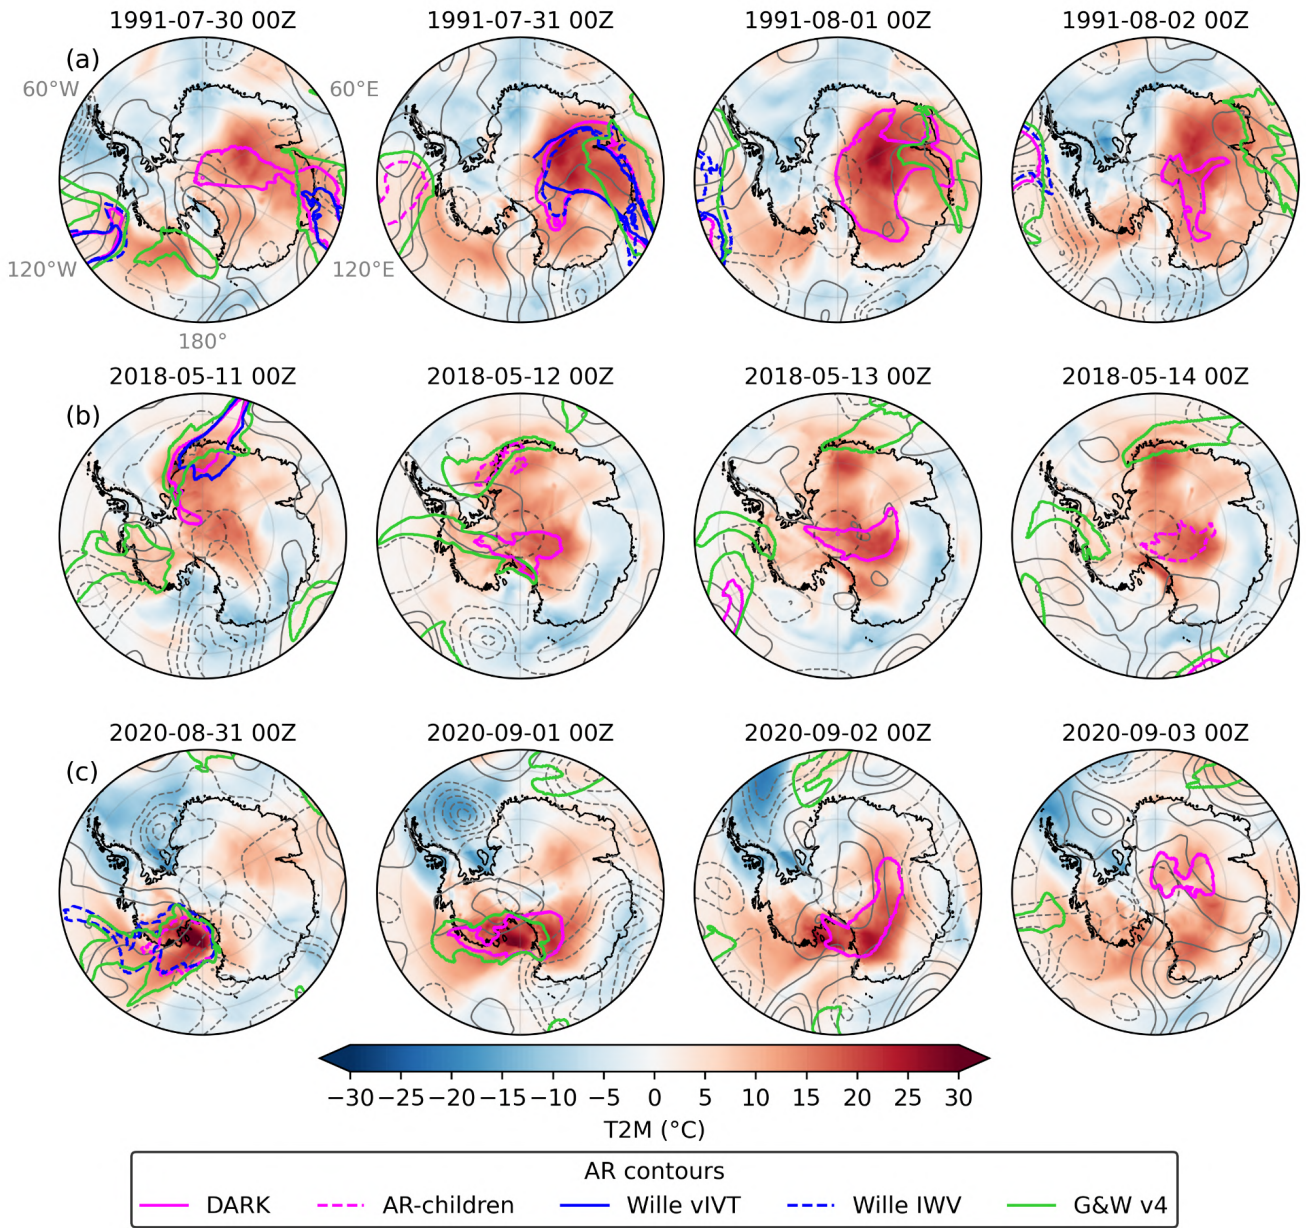 1991-07-30 00Z 1991-07-31 00Z 1991-08-01 00Z 1991-08-02 00Z
(a)
60°W 60°E
120°W 120°E
180°
2018-05-11 00Z 2018-05-12 00Z 2018-05-13 00Z 2018-05-14 00Z
(b)
2020-08-31 00Z 2020-09-01 00Z 2020-09-02 00Z 2020-09-03 00Z
(c)
−30 −25 −20 −15 −10 −5 0 5 10 15 20 25 30
T2M (°C)
AR contours
DARK AR-children Wille vIVT Wille IWV G&W v4